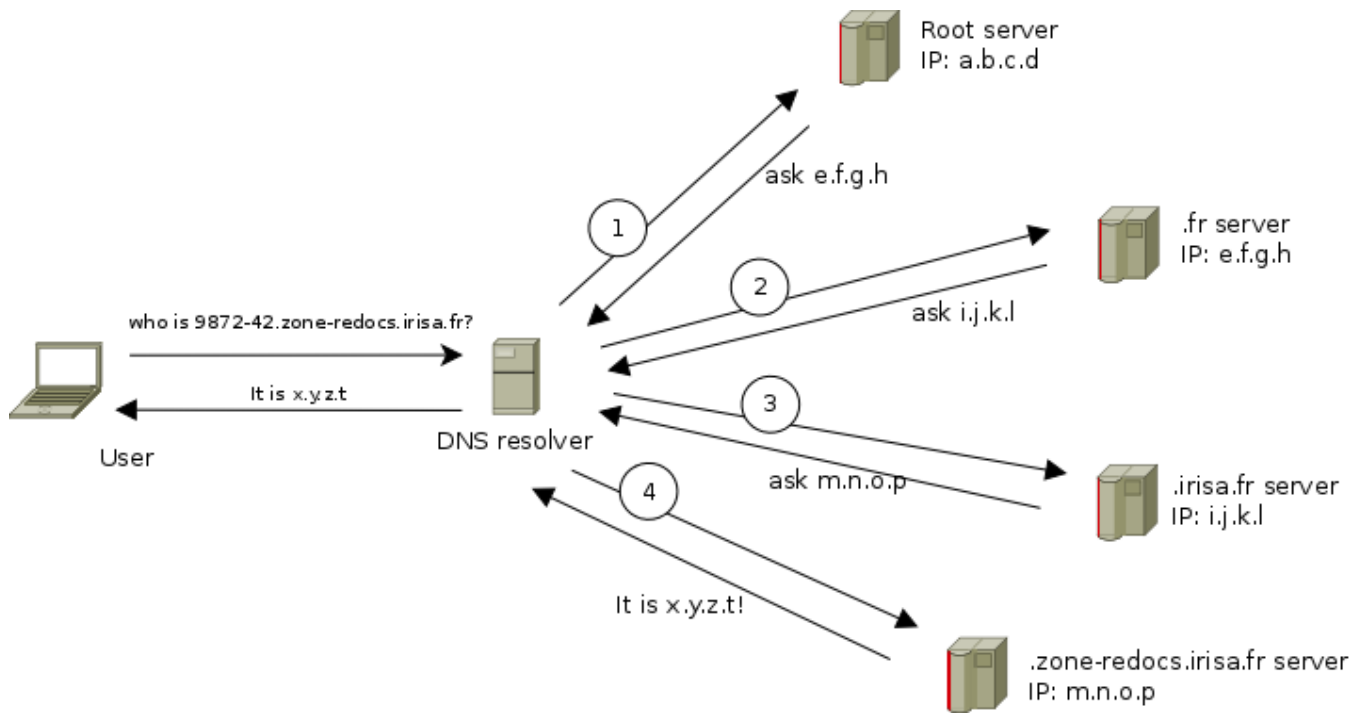 Root server
IP: a.b.c.d
ask e.f.g.h
1
.fr server
IP: e.f.g.h
2
ask i.j.k.l
who is 9872-42.zone-redocs.irisa.fr?
It is x.y.z.t
User
DNS resolver
3
ask m.n.o.p
.irisa.fr server
IP: i.j.k.l
4
It is x.y.z.t!
.zone-redocs.irisa.fr server
IP: m.n.o.p